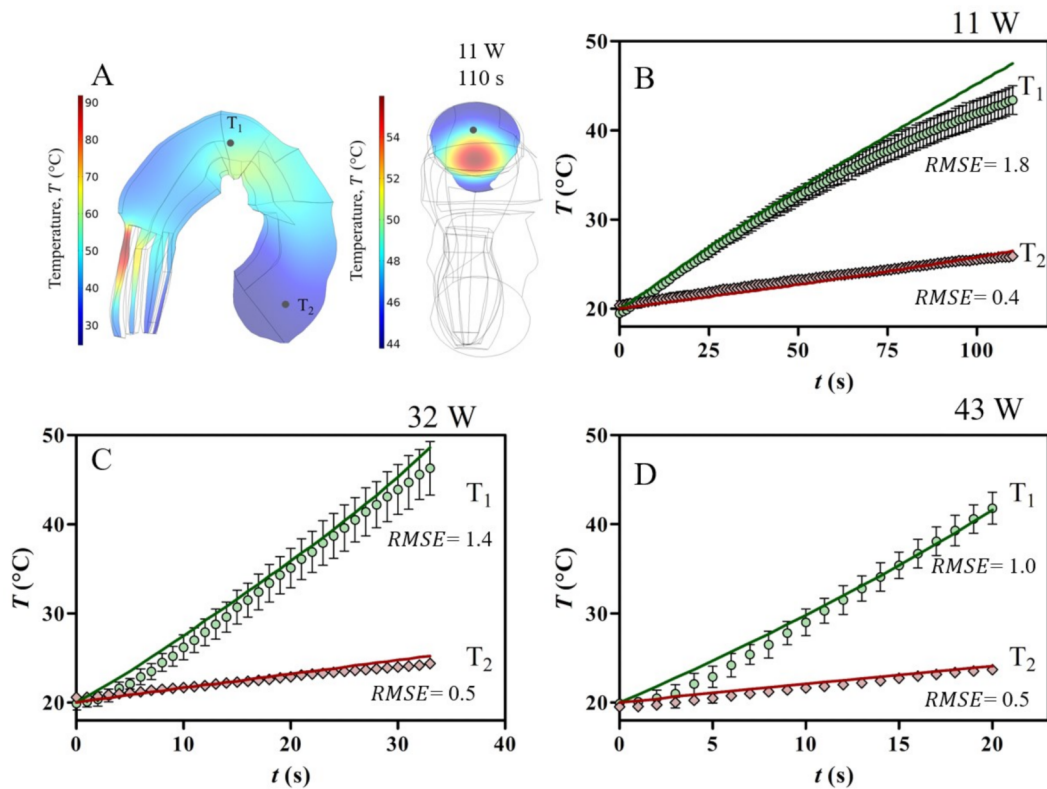 A
11 W
110 s
Temperature, T (°C)
90
80
70
60
50
40
30
T1
T2
Temperature, T (°C)
54
52
50
48
46
44
11 W
B
T (°C)
50
40
30
20
0 25 50 75 100
t (s)
T1
RMSE= 1.8
T2
RMSE= 0.4
32 W
C
T (°C)
50
40
30
20
0 10 20 30 40
t (s)
T1
RMSE= 1.4
T2
RMSE= 0.5
43 W
D
T (°C)
50
40
30
20
0 5 10 15 20
t (s)
T1
RMSE= 1.0
T2
RMSE= 0.5